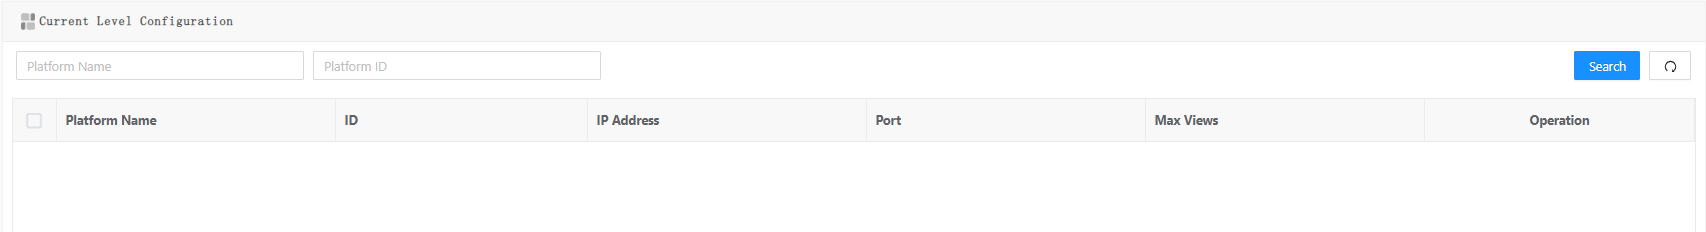 Current Level Configuration
Platform Name Platform ID Search
Platform Name ID IP Address Port Max Views Operation